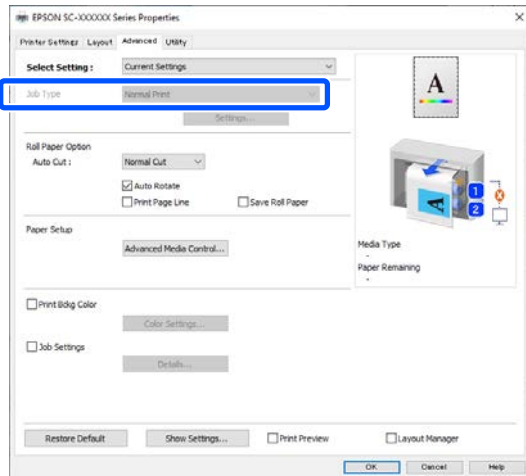 EPSON SC-XXXXXX Series Properties
Printer Settings Layout Advanced Utility
Select Setting : Current Settings
Job Type Normal Print
Settings...
Roll Paper Option
Auto Cut : Normal Cut
Auto Rotate
Print Page Line Save Roll Paper
Paper Setup
Advanced Media Control...
A
A
1
2
Media Type
-
Paper Remaining
-
Print Bdkg Color
Color Settings...
Job Settings
Details...
Restore Default Show Settings... Print Preview Layout Manager
OK Cancel Help